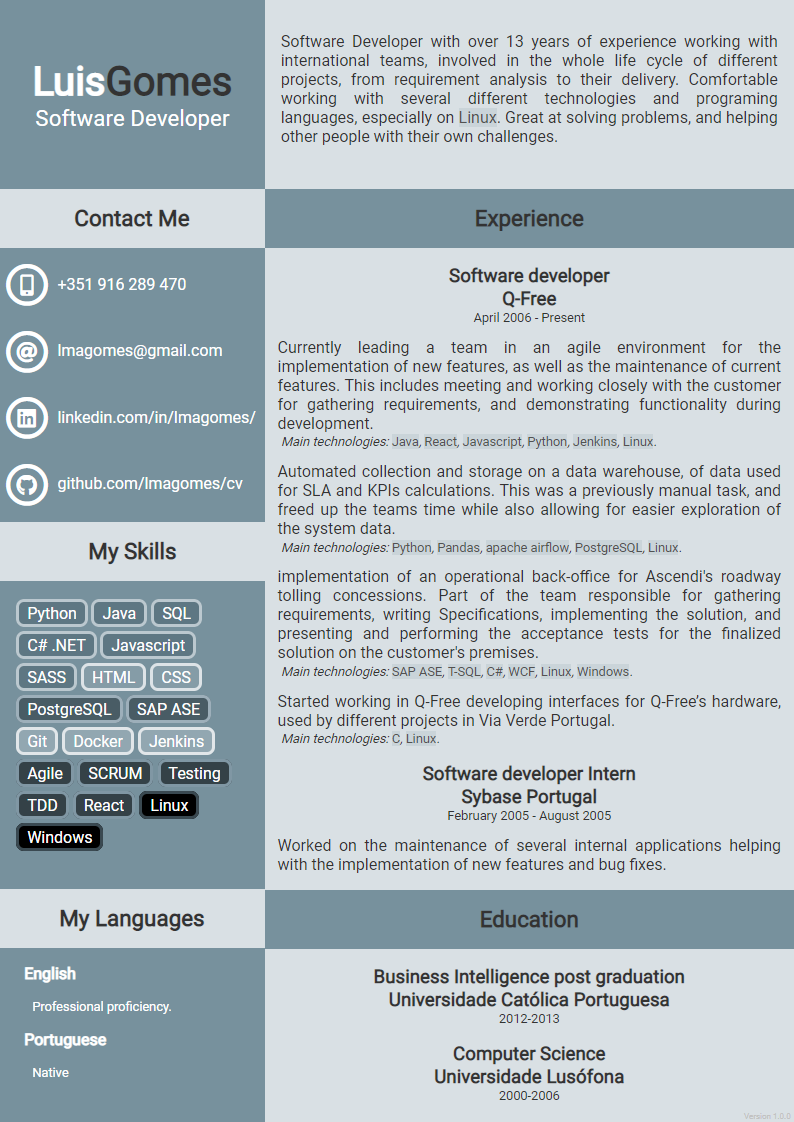 LuisGomes
Software Developer
Software Developer with over 13 years of experience working with
international teams, involved in the whole life cycle of different
projects, from requirement analysis to their delivery. Comfortable
working with several different technologies and programing
languages, especially on Linux. Great at solving problems, and helping
other people with their own challenges.
Contact Me
+351 916 289 470
lmagomes@gmail.com
linkedin.com/in/lmagomes/
github.com/lmagomes/cv
My Skills
Python Java SQL
C# .NET Javascript
SASS HTML CSS
PostgreSQL SAP ASE
Git Docker Jenkins
Agile SCRUM Testing
TDD React Linux
Windows
My Languages
English
Professional proficiency.
Portuguese
Native
Experience
Software developer
Q-Free
April 2006 - Present
Currently leading a team in an agile environment for the
implementation of new features, as well as the maintenance of current
features. This includes meeting and working closely with the customer
for gathering requirements, and demonstrating functionality during
development.
Main technologies: Java, React, Javascript, Python, Jenkins, Linux.
Automated collection and storage on a data warehouse, of data used
for SLA and KPIs calculations. This was a previously manual task, and
freed up the teams time while also allowing for easier exploration of
the system data.
Main technologies: Python, Pandas, apache airflow, PostgreSQL, Linux.
implementation of an operational back-office for Ascendi's roadway
tolling concessions. Part of the team responsible for gathering
requirements, writing Specifications, implementing the solution, and
presenting and performing the acceptance tests for the finalized
solution on the customer's premises.
Main technologies: SAP ASE, T-SQL, C#, WCF, Linux, Windows.
Started working in Q-Free developing interfaces for Q-Free’s hardware,
used by different projects in Via Verde Portugal.
Main technologies: C, Linux.
Software developer Intern
Sybase Portugal
February 2005 - August 2005
Worked on the maintenance of several internal applications helping
with the implementation of new features and bug fixes.
Education
Business Intelligence post graduation
Universidade Católica Portuguesa
2012-2013
Computer Science
Universidade Lusófona
2000-2006
Version 1.0.0